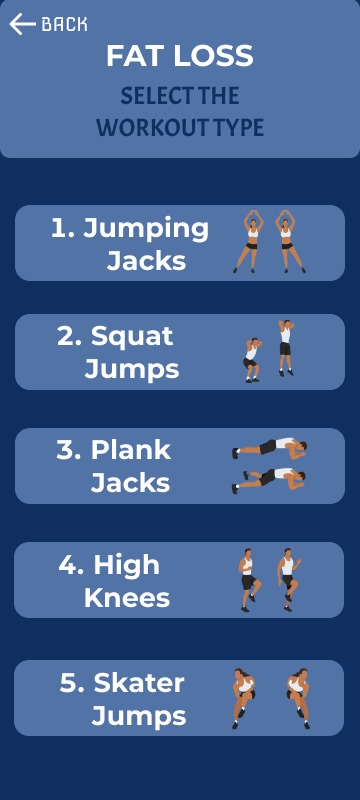 BACK
FAT LOSS
SELECT THE
WORKOUT TYPE
1. Jumping
Jacks
2. Squat
Jumps
3. Plank
Jacks
4. High
Knees
5. Skater
Jumps